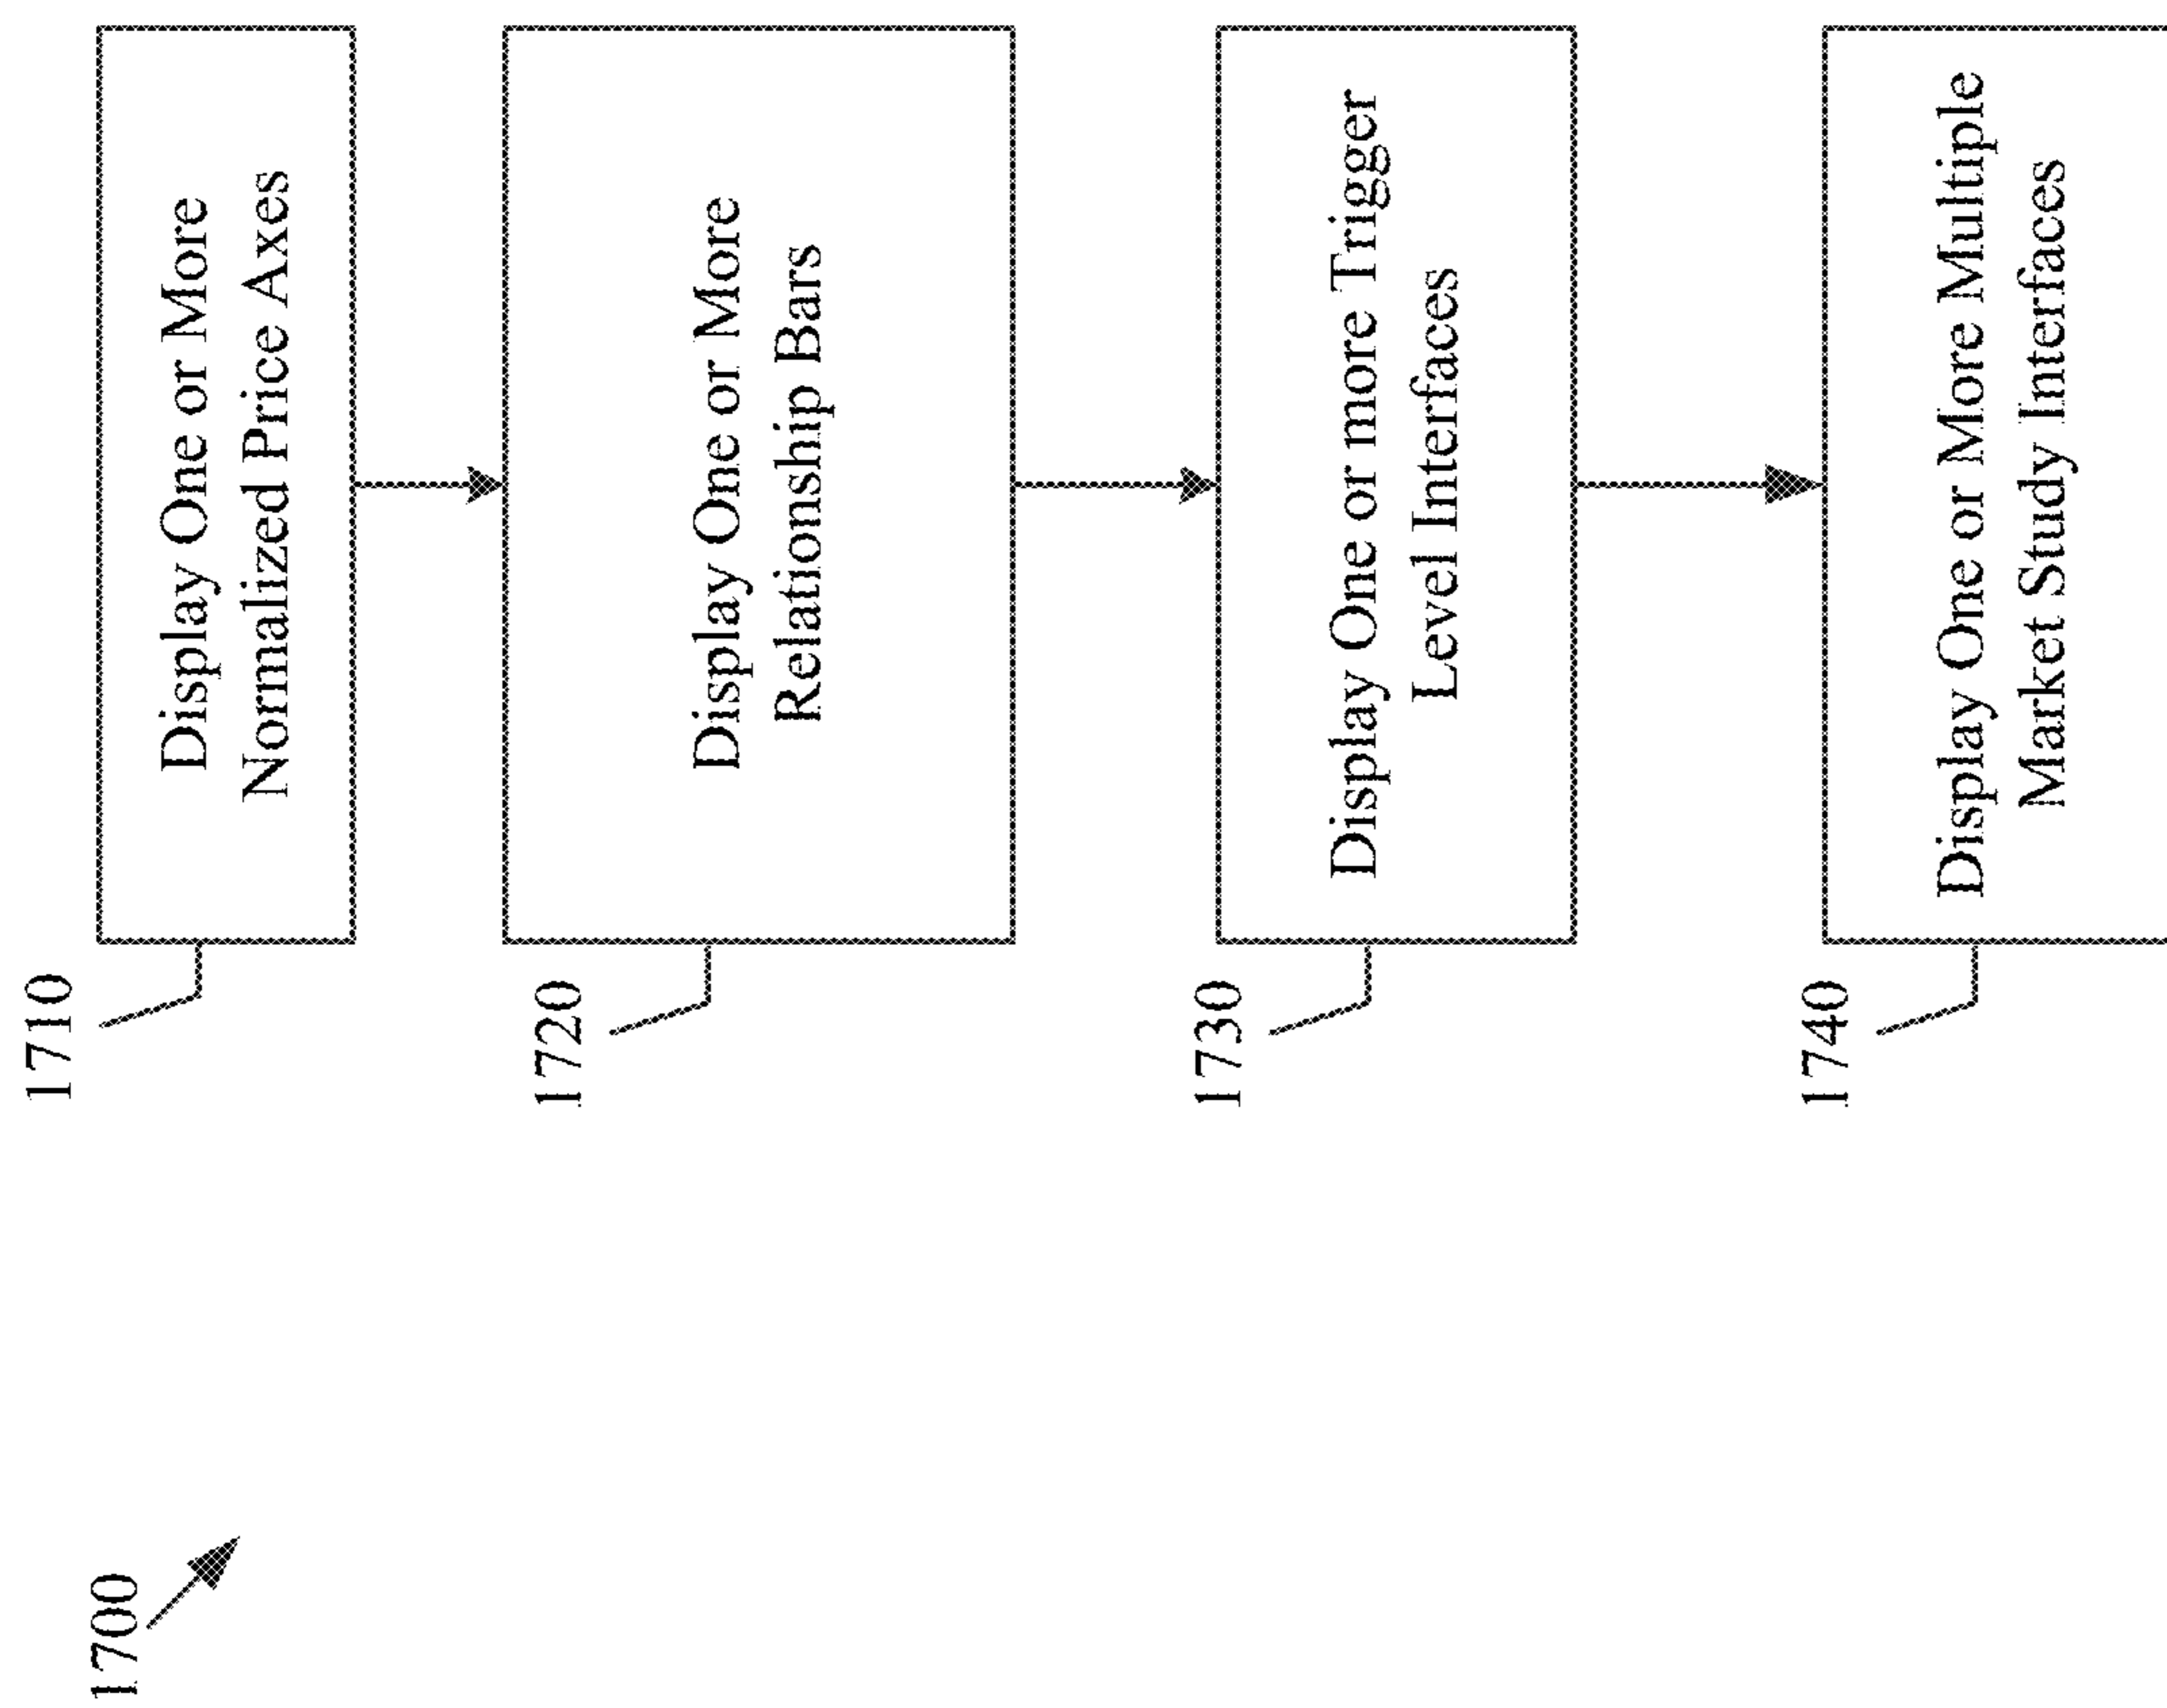 1700
1710
Display One or More
Normalized Price Axes
1720
Display One or More
Relationship Bars
1730
Display One or more Trigger
Level Interfaces
1740
Display One or More Multiple
Market Study Interfaces